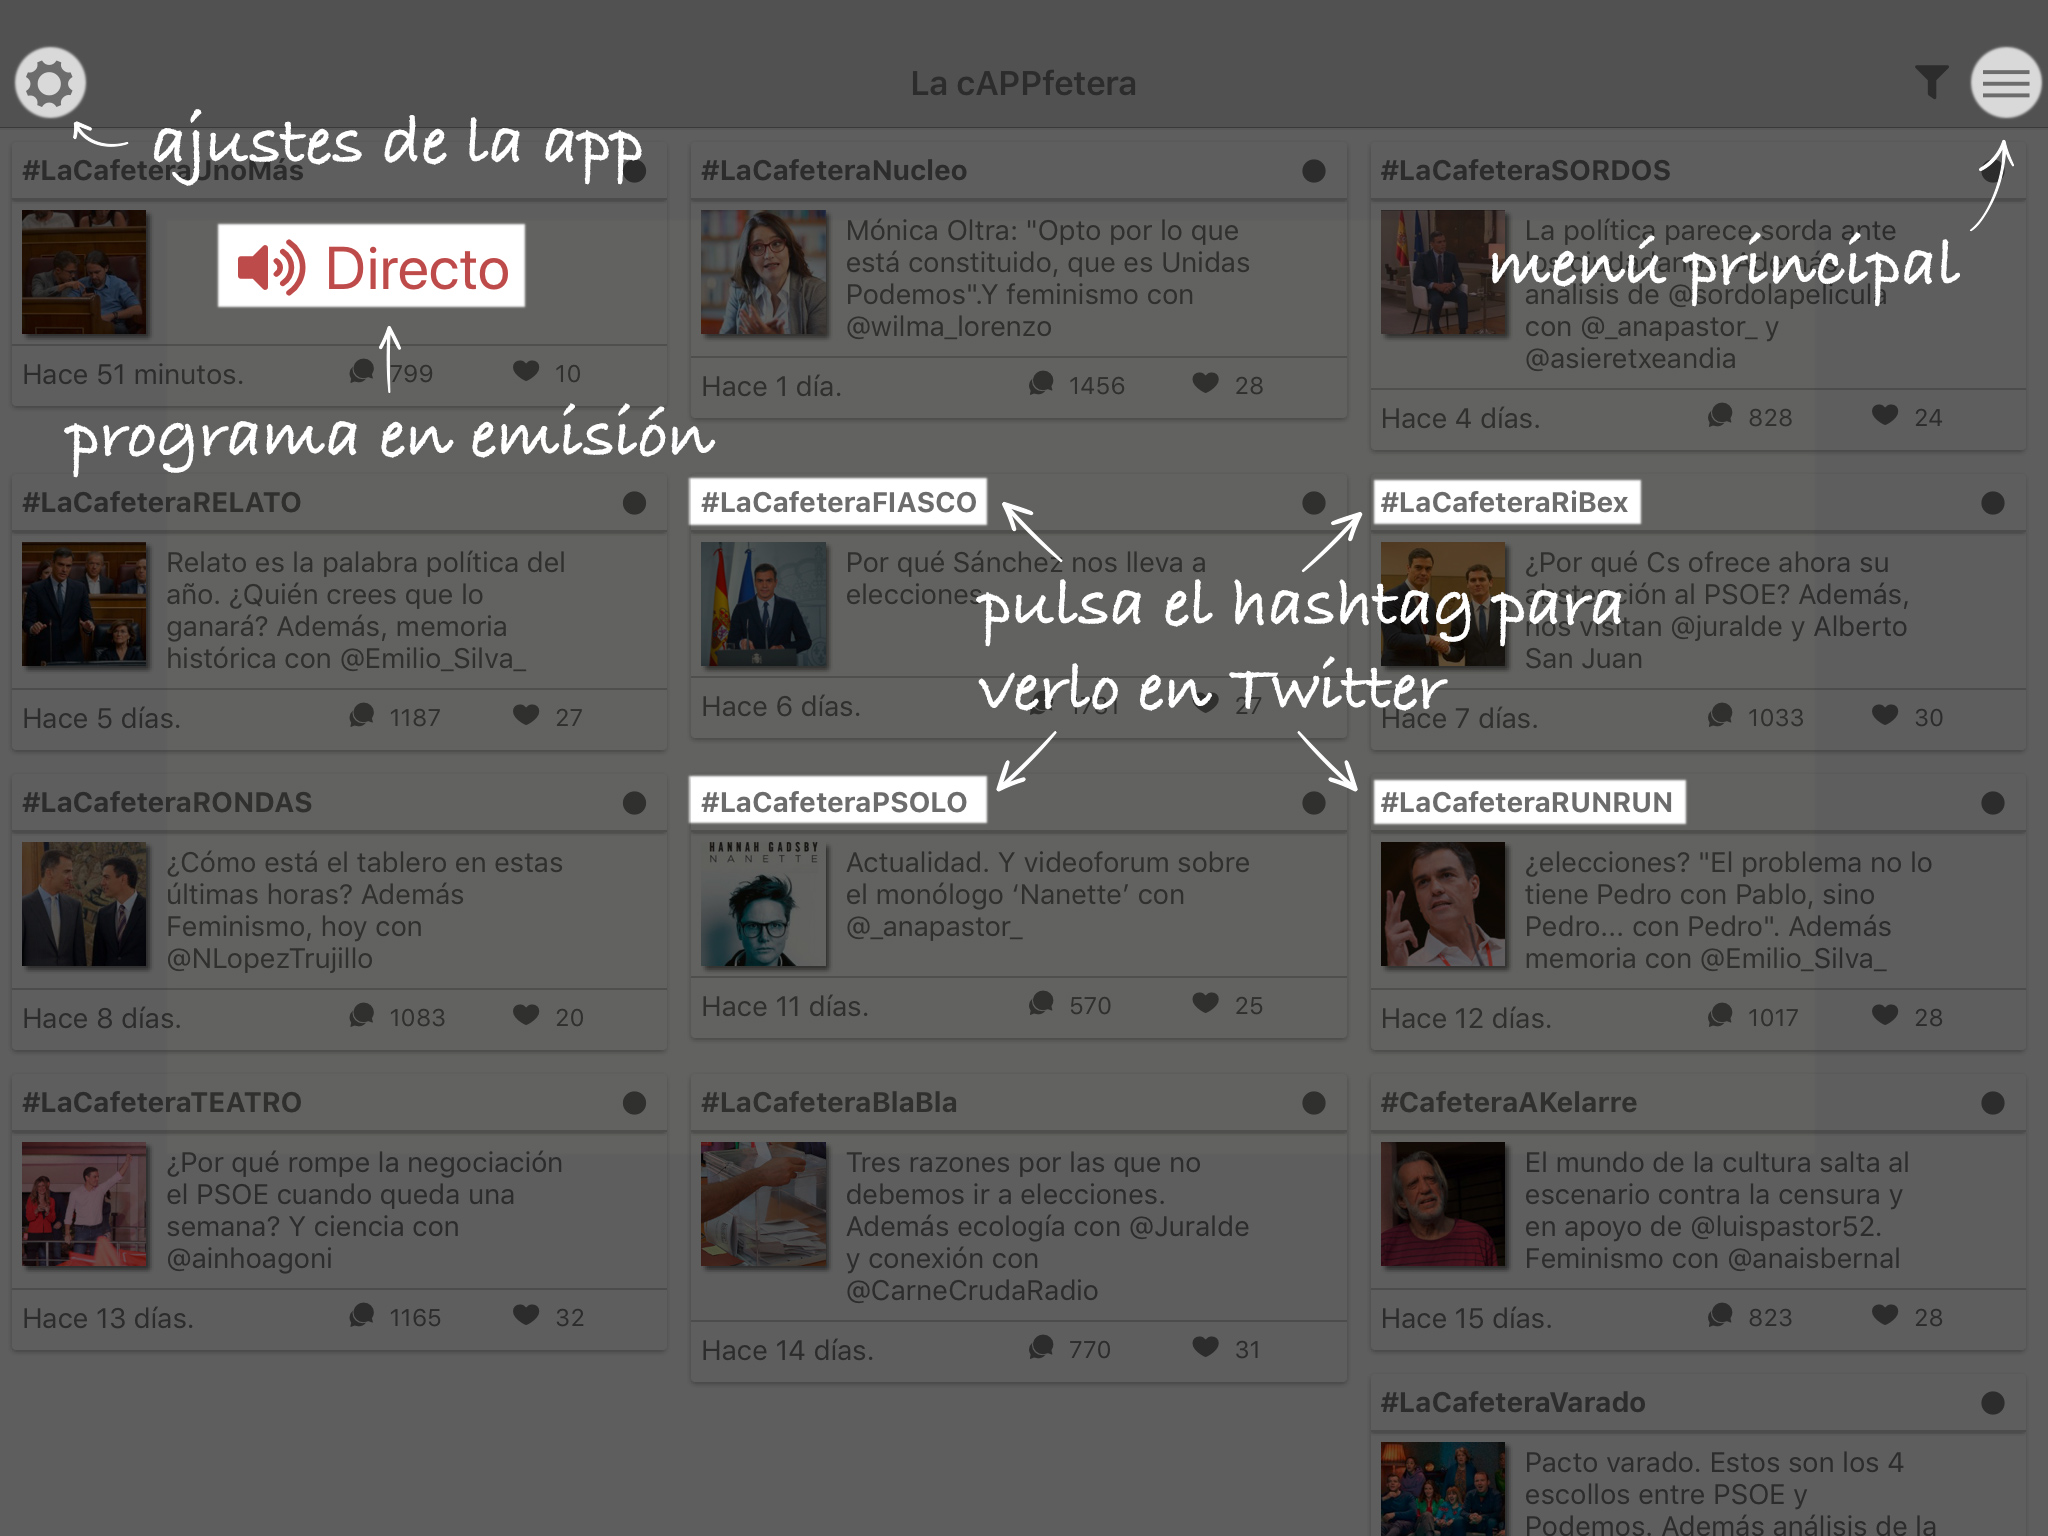 La cAPPfetera
ajustes de la app
#LaCafeteraUnoMás
Directo
programa en emisión
Hace 51 minutos.
799
10
#LaCafeteraNucleo
Mónica Oltra: "Opto por lo que
está constituido, que es Unidas
Podemos".Y feminismo con
@wilma_lorenzo
Hace 1 día.
1456
28
#LaCafeteraSORDOS
menú principal
La política parece sorda ante
los ciudadanos. Además,
análisis de @sordolapelicula
con @_anapastor_ y
@asieretxeandia
Hace 4 días.
828
24
#LaCafeteraRELATO
Relato es la palabra política del
año. ¿Quién crees que lo
ganará? Además, memoria
histórica con @Emilio_Silva_
Hace 5 días.
1187
27
#LaCafeteraFIASCO
Por qué Sánchez nos lleva a
elecciones
pulsa el hashtag para
verlo en Twitter
Hace 6 días.
27
#LaCafeteraRiBex
¿Por qué Cs ofrece ahora su
abstención al PSOE? Además,
nos visitan @juralde y Alberto
San Juan
Hace 7 días.
1033
30
#LaCafeteraRONDAS
¿Cómo está el tablero en estas
últimas horas? Además
Feminismo, hoy con
@NLopezTrujillo
Hace 8 días.
1083
20
#LaCafeteraPSOLO
HANNAH GADSBY
NANETTE
Actualidad. Y videoforum sobre
el monólogo ‘Nanette’ con
@_anapastor_
Hace 11 días.
570
25
#LaCafeteraRUNRUN
¿elecciones? "El problema no lo
tiene Pedro con Pablo, sino
Pedro... con Pedro". Además
memoria con @Emilio_Silva_
Hace 12 días.
1017
28
#LaCafeteraTEATRO
¿Por qué rompe la negociación
el PSOE cuando queda una
semana? Y ciencia con
@ainhoagoni
Hace 13 días.
1165
32
#LaCafeteraBlaBla
Tres razones por las que no
debemos ir a elecciones.
Además ecología con @Juralde
y conexión con
@CarneCrudaRadio
Hace 14 días.
770
31
#CafeteraAKelarre
El mundo de la cultura salta al
escenario contra la censura y
en apoyo de @luispastor52.
Feminismo con @anaisbernal
Hace 15 días.
823
28
#LaCafeteraVarado
Pacto varado. Estos son los 4
escollos entre PSOE y
Podemos. Además análisis de la